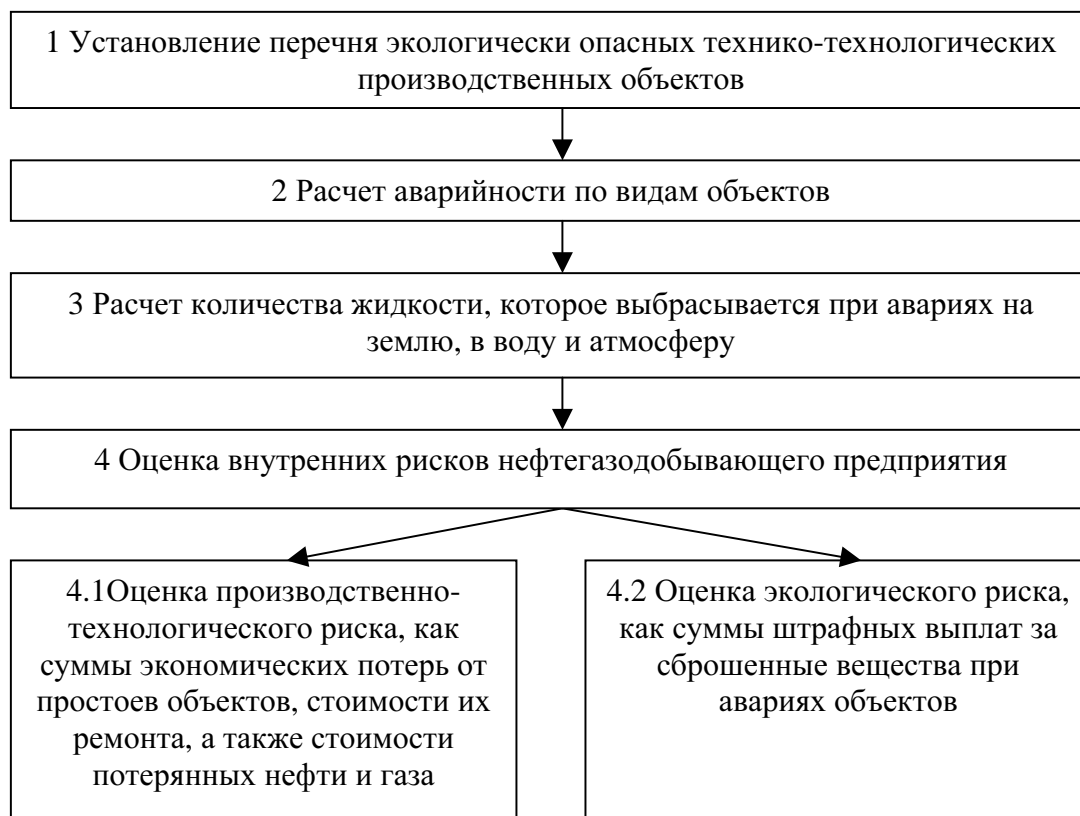 1 Установление перечня экологически опасных технико-технологических
производственных объектов
2 Расчет аварийности по видам объектов
3 Расчет количества жидкости, которое выбрасывается при авариях на
землю, в воду и атмосферу
4 Оценка внутренних рисков нефтегазодобывающего предприятия
4.1Оценка производственно-
технологического риска, как
суммы экономических потерь от
простоев объектов, стоимости их
ремонта, а также стоимости
потерянных нефти и газа
4.2 Оценка экологического риска,
как суммы штрафных выплат за
сброшенные вещества при
авариях объектов